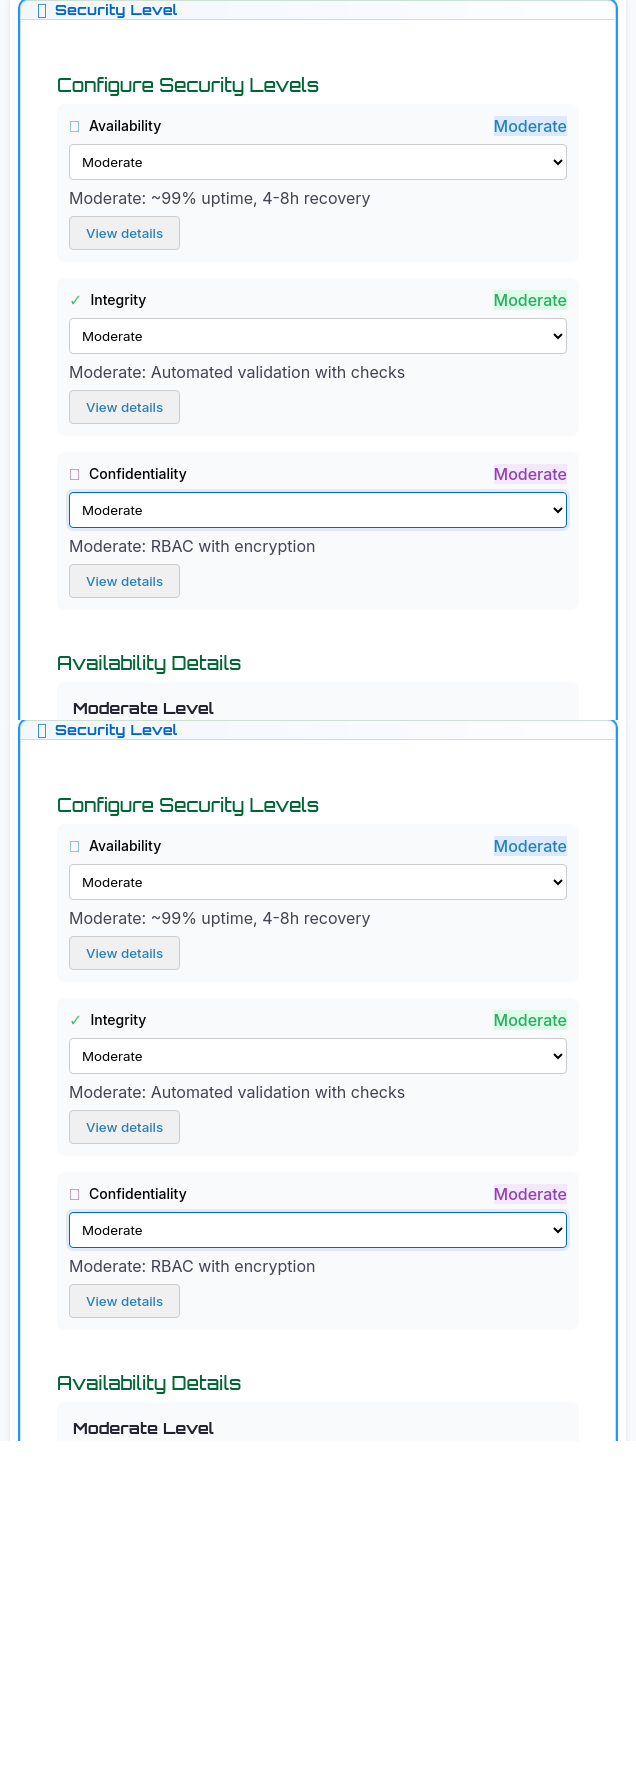 Security Level
Configure Security Levels
Availability Moderate
Moderate
Moderate: ~99% uptime, 4-8h recovery
View details
✓ Integrity Moderate
Moderate
Moderate: Automated validation with checks
View details
Confidentiality Moderate
Moderate
Moderate: RBAC with encryption
View details
Availability Details
Moderate Level
Security Level
Configure Security Levels
Availability Moderate
Moderate
Moderate: ~99% uptime, 4-8h recovery
View details
✓ Integrity Moderate
Moderate
Moderate: Automated validation with checks
View details
Confidentiality Moderate
Moderate
Moderate: RBAC with encryption
View details
Availability Details
Moderate Level